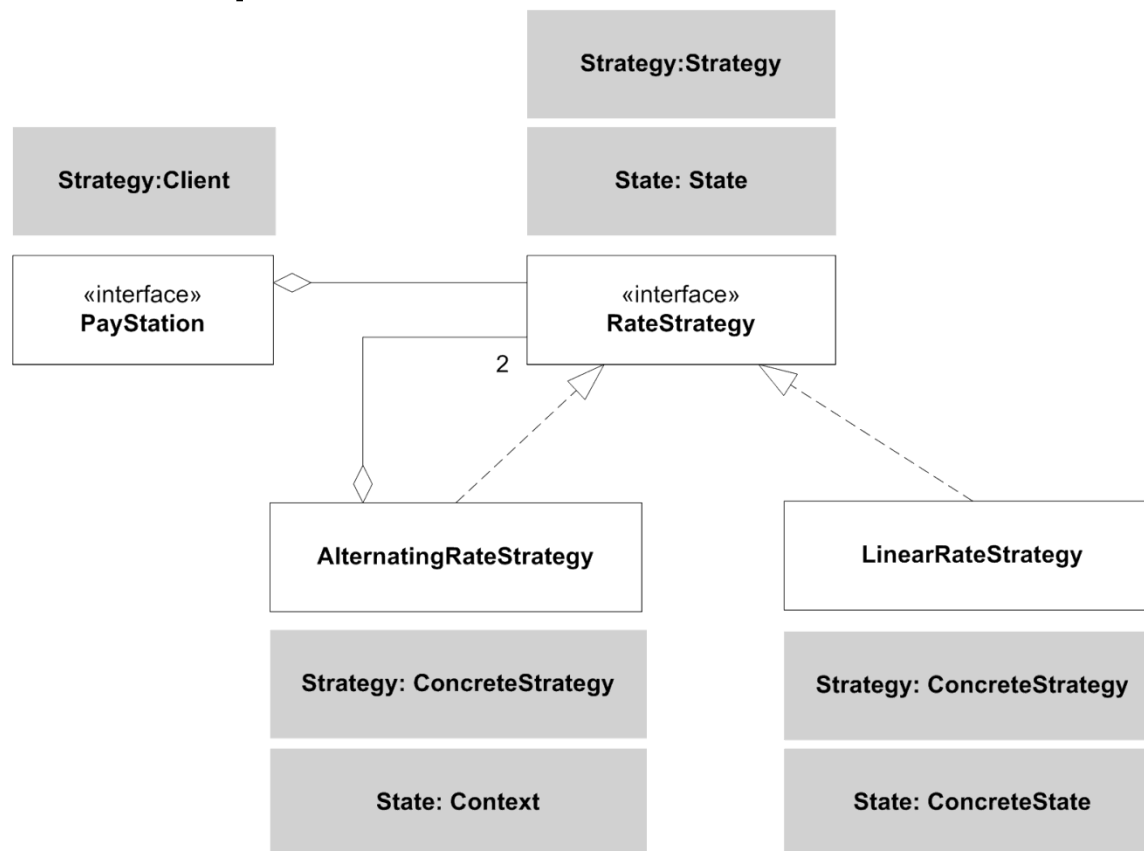 Strategy:Strategy
Strategy:Client
State: State
«interface»
PayStation
«interface»
RateStrategy
2
AlternatingRateStrategy
LinearRateStrategy
Strategy: ConcreteStrategy
Strategy: ConcreteStrategy
State: Context
State: ConcreteState